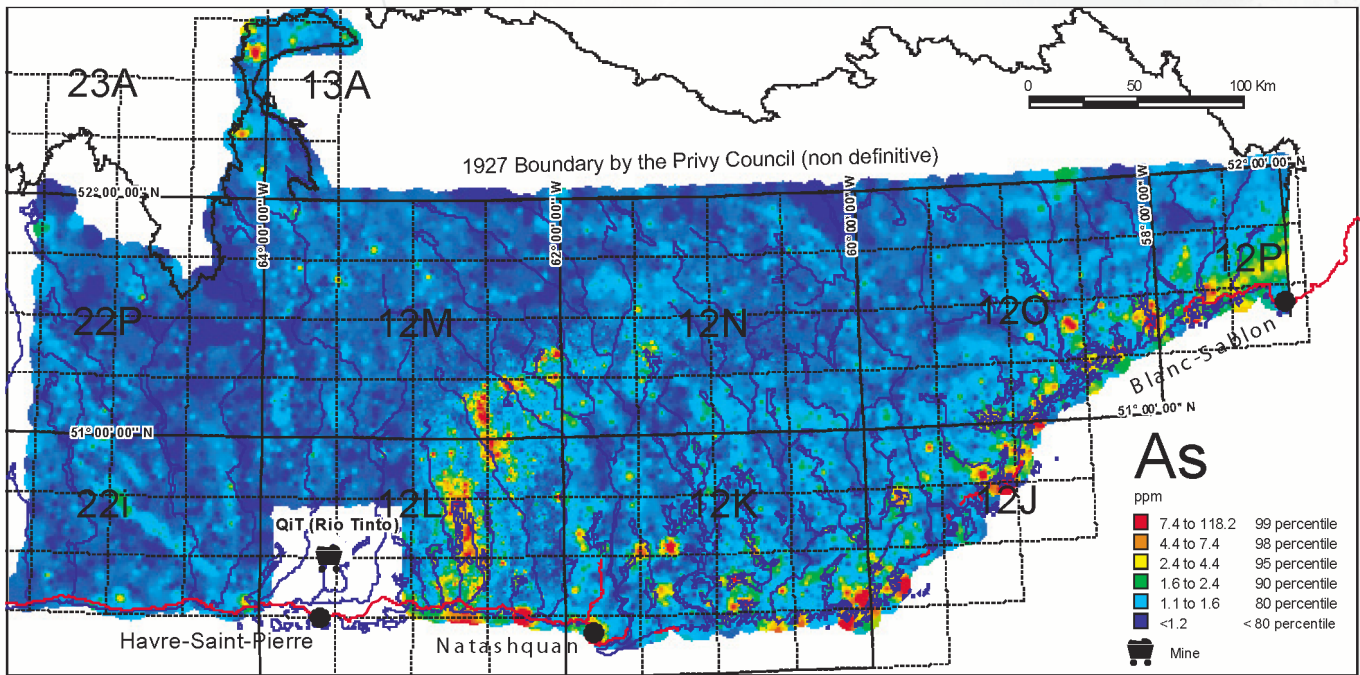 23A
13A
0 50 100 Km
1927 Boundary by the Privy Council (non definitive)
52° 00' 00'' N
52° 00' 00'' N
64° 00' 00'' W
62° 00' 00'' W
60° 00' 00'' W
58° 00' 00'' W
12P
22P
12M
12N
12O
Blanc-Sablon
51° 00' 00'' N
51° 00' 00'' N
22I
12L
12K
12J
QiT (Rio Tinto)
Havre-Saint-Pierre
Natashquan
As
ppm
7.4 to 118.2 99 percentile
4.4 to 7.4 98 percentile
2.4 to 4.4 95 percentile
1.6 to 2.4 90 percentile
1.1 to 1.6 80 percentile
<1.2 < 80 percentile
Mine